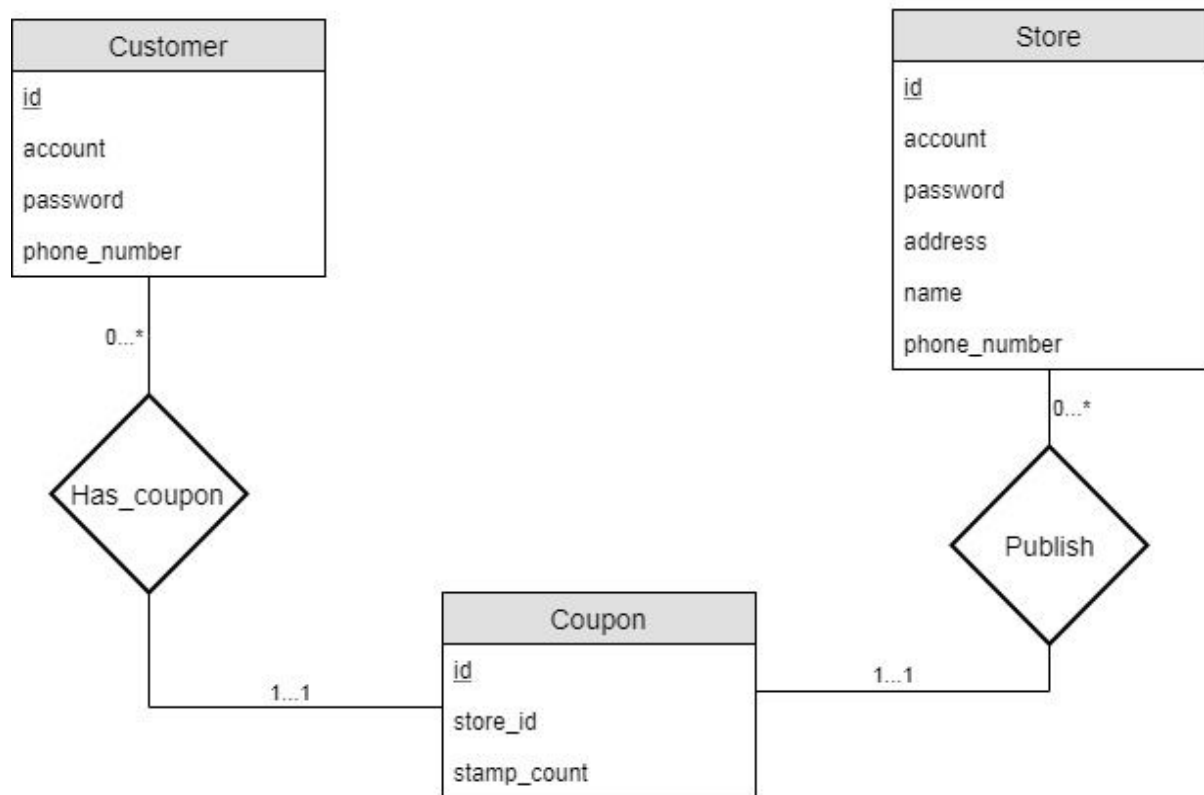 Customer
id
account
password
phone_number
Store
id
account
password
address
name
phone_number
0...*
0...*
Has_coupon
Publish
1...1
1...1
Coupon
id
store_id
stamp_count